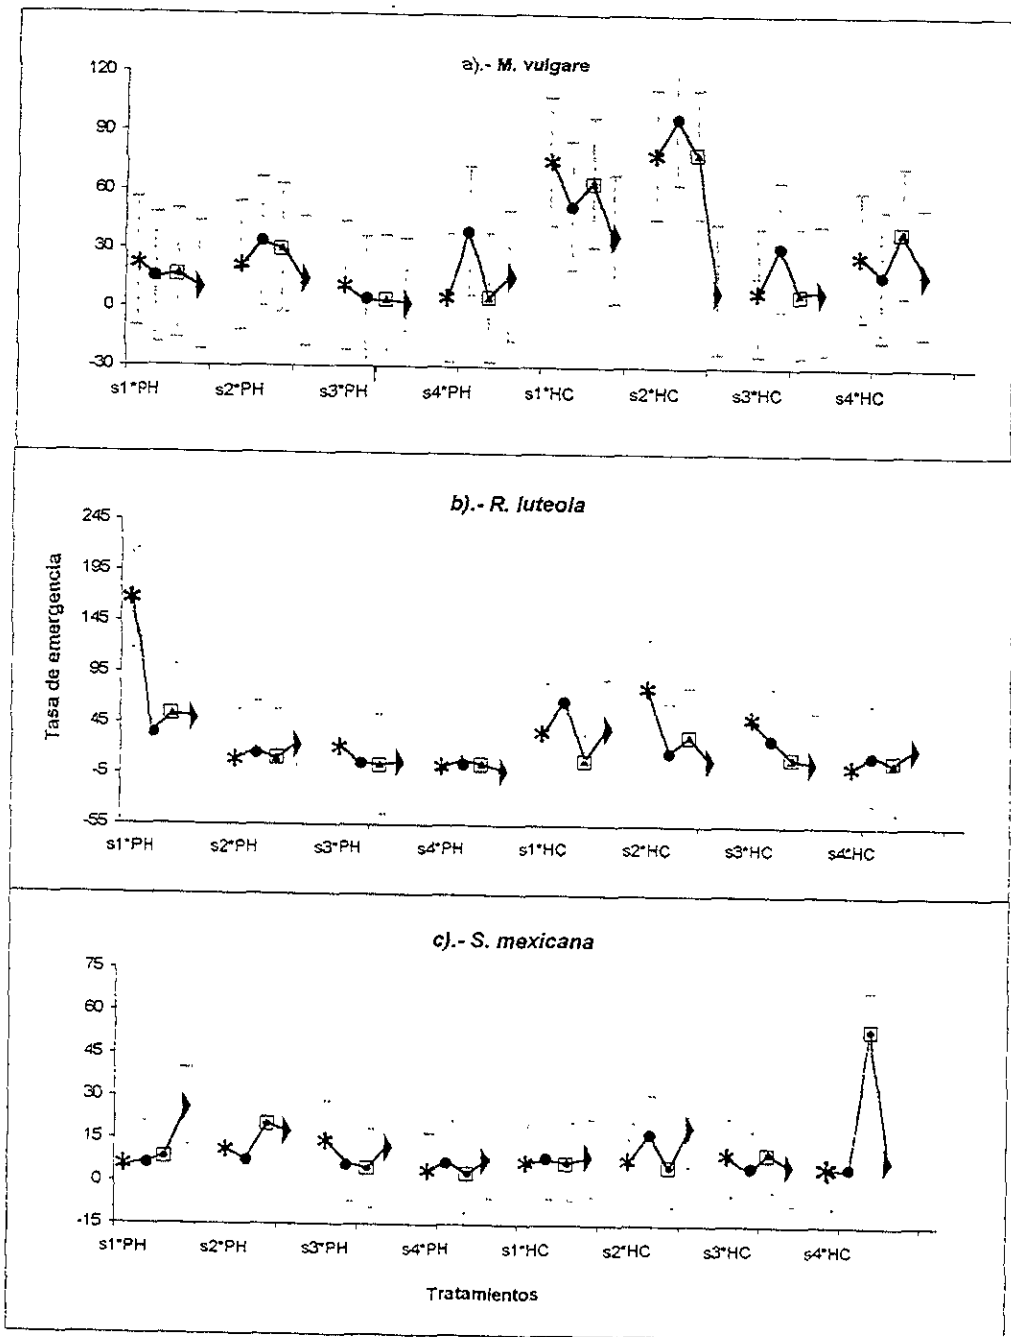 a).- M. vulgare
120
90
60
30
0
-30
s1*PH s2*PH s3*PH s4*PH s1*HC s2*HC s3*HC s4*HC
b).- R. luteola
245
195
145
95
45
-5
-55
Tasa de emergencia
s1*PH s2*PH s3*PH s4*PH s1*HC s2*HC s3*HC s4*HC
c).- S. mexicana
75
60
45
30
15
0
-15
s1*PH s2*PH s3*PH s4*PH s1*HC s2*HC s3*HC s4*HC
Tratamientos